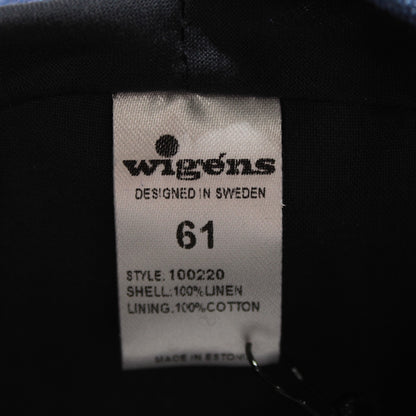 wigéns
DESIGNED IN SWEDEN
61
STYLE: 100220
SHELL:100%LINEN
LINING:100%COTTON
MADE IN